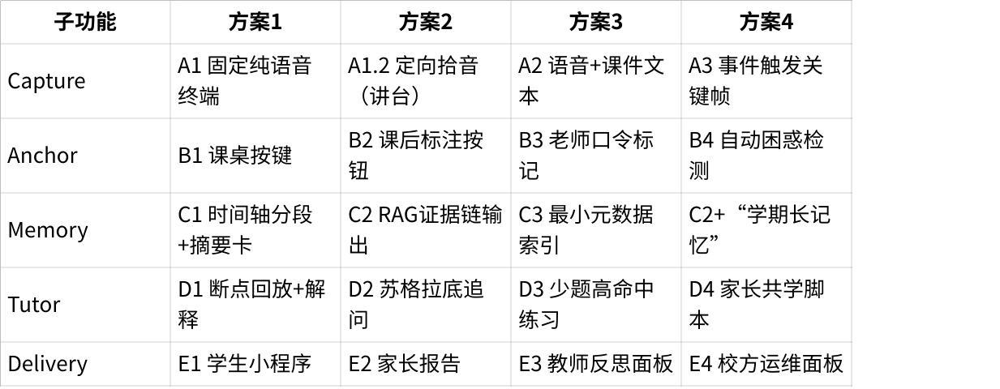 子功能 方案1 方案2 方案3 方案4
Capture
A1 固定纯语音
终端
A1.2 定向拾音
（讲台）
A2 语音+课件文
本
A3 事件触发关
键帧
Anchor
B1 课桌按键
B2 课后标注按
钮
B3 老师口令标
记
B4 自动困惑检
测
Memory
C1 时间轴分段
+摘要卡
C2 RAG证据链输
出
C3 最小元数据
索引
C2+“学期长记
忆”
Tutor
D1 断点回放+解
释
D2 苏格拉底追
问
D3 少题高命中
练习
D4 家长共学脚
本
Delivery
E1 学生小程序
E2 家长报告
E3 教师反思面板
E4 校方运维面板